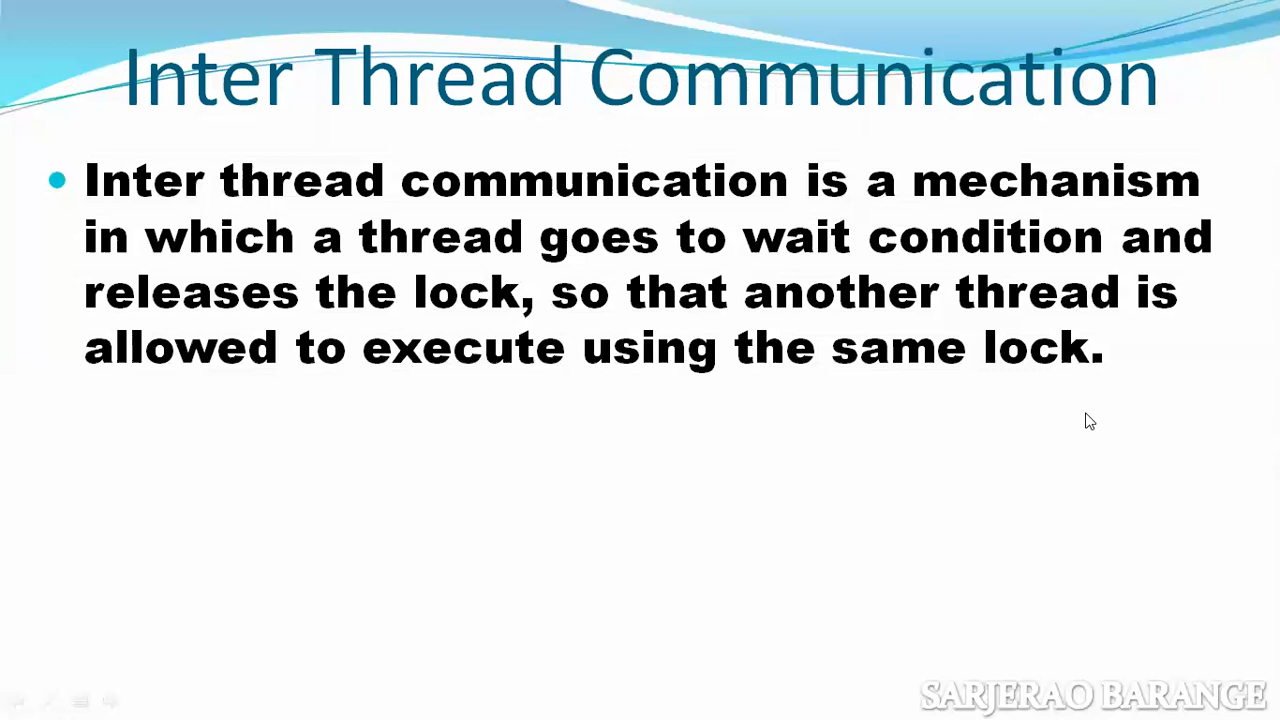 Inter Thread Communication
• Inter thread communication is a mechanism
in which a thread goes to wait condition and
releases the lock, so that another thread is
allowed to execute using the same lock.
SARJERAO BARANGE